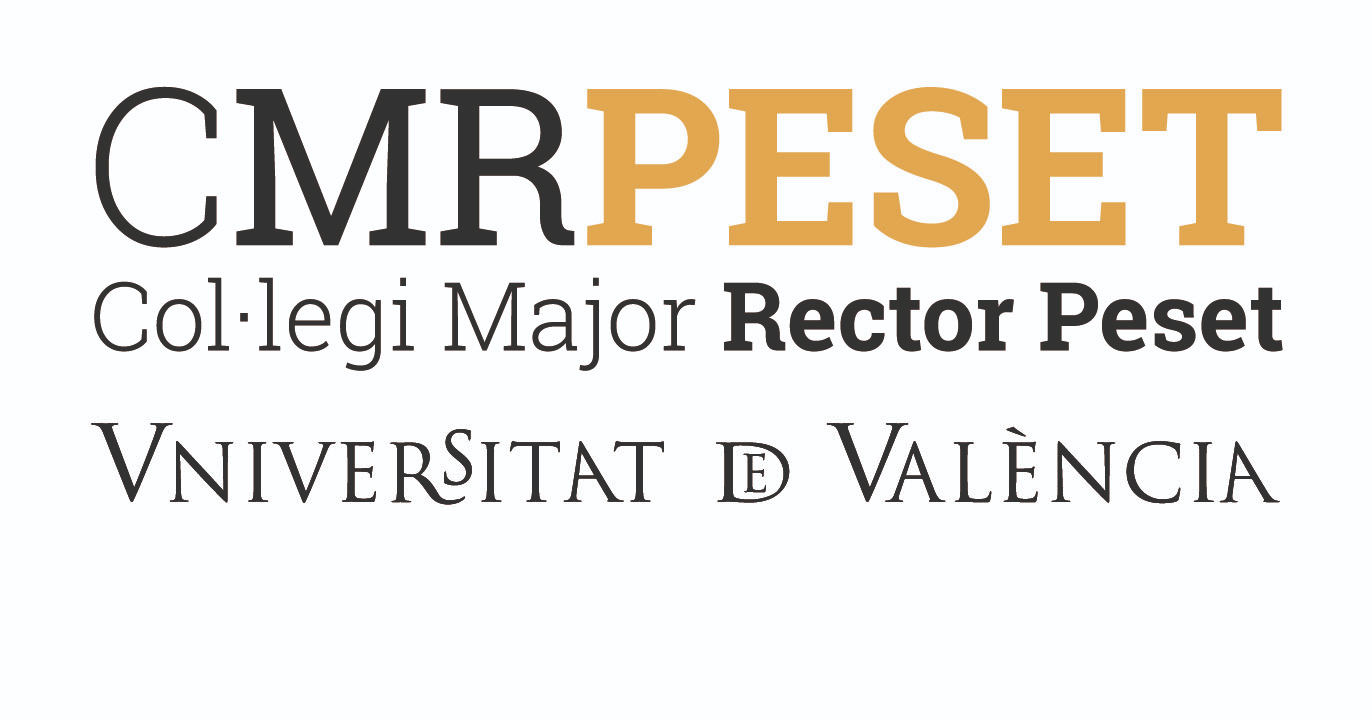 CMRPESET
Col·legi Major Rector Peset
VNIVERSITAT DE VALÈNCIA